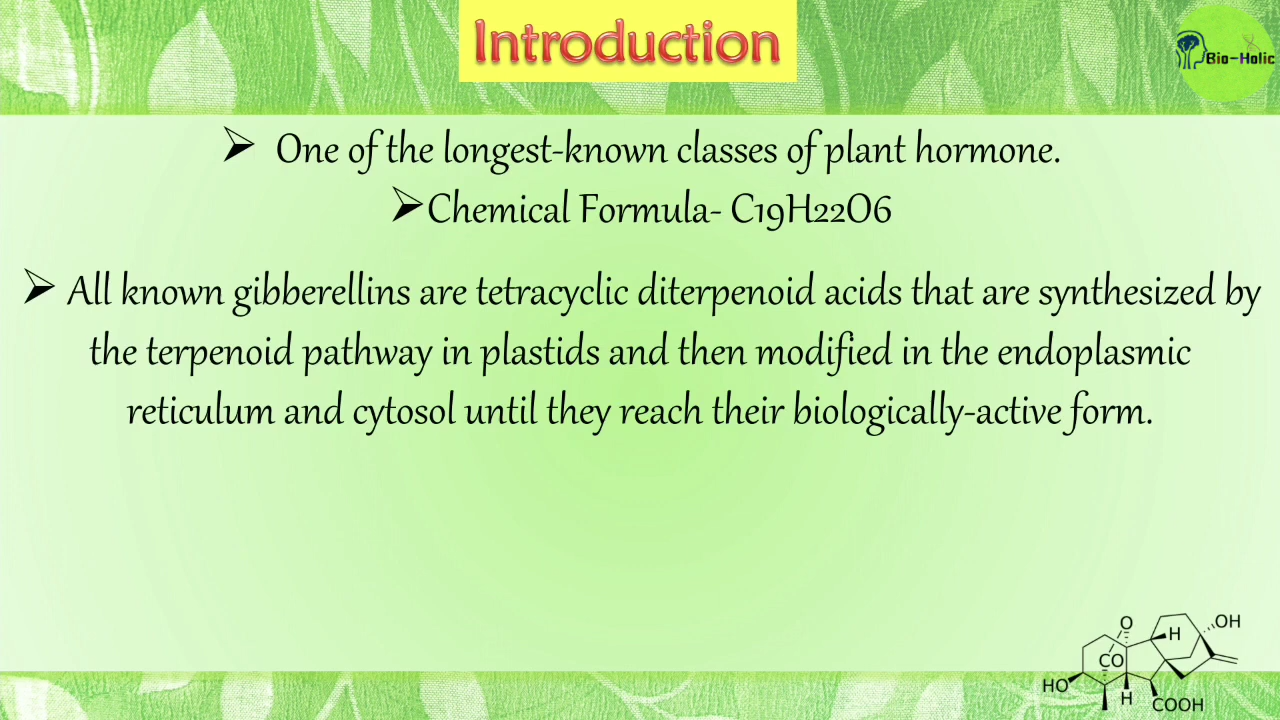 Introduction
Bio-Holic
➢ One of the longest-known classes of plant hormone.
➢Chemical Formula- C19H22O6
➢ All known gibberellins are tetracyclic diterpenoid acids that are synthesized by
the terpenoid pathway in plastids and then modified in the endoplasmic
reticulum and cytosol until they reach their biologically-active form.
O
H
OH
CO
HO
H
COOH